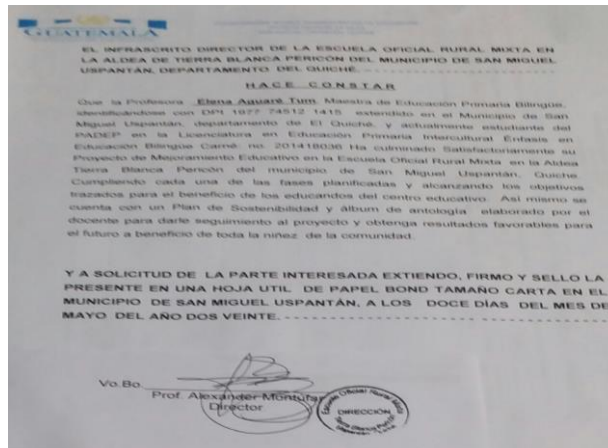 GUATEMALA
EL INFRASCRITO DIRECTOR DE LA ESCUELA OFICIAL RURAL MIXTA EN
LA ALDEA DE TIERRA BLANCA PERICÓN DEL MUNICIPIO DE SAN MIGUEL
USPANTÁN, DEPARTAMENTO DEL QUICHÉ. - - - - - - - - - - - - - - - - - -
HACE CONSTAR
Que la Profesora Elena Aguaré Tum Maestra de Educación Primaria Bilingüe,
identificándose con DPI 1977 74512 1415 extendido en el Municipio de San
Miguel Uspantán, departamento de El Quiché, y actualmente estudiante del
PADEP en la Licenciatura en Educación Primaria Intercultural Énfasis en
Educación Bilingüe Carné no. 201418036 Ha culminado Satisfactoriamente su
Proyecto de Mejoramiento Educativo en la Escuela Oficial Rural Mixta en la Aldea
Tierra Blanca Pericón del municipio de San Miguel Uspantán, Quiche
Cumpliendo cada una de las fases planificadas y alcanzando los objetivos
trazados para el beneficio de los educandos del centro educativo. Así mismo se
cuenta con un Plan de Sostenibilidad y álbum de antología elaborado por el
docente para darle seguimiento al proyecto y obtenga resultados favorables para
el futuro a beneficio de toda la niñez de la comunidad.
Y A SOLICITUD DE LA PARTE INTERESADA EXTIENDO, FIRMO Y SELLO LA
PRESENTE EN UNA HOJA UTIL DE PAPEL BOND TAMAÑO CARTA EN EL
MUNICIPIO DE SAN MIGUEL USPANTÁN, A LOS DOCE DÍAS DEL MES DE
MAYO DEL AÑO DOS VEINTE. - - - - - - - - - - - - - - - - - - - - - - - - - - -
Vo.Bo.
Prof. Alexander Montúfar
Director
Escuela Oficial Rural Mixta
DIRECCIÓN
Tierra Blanca Pericón